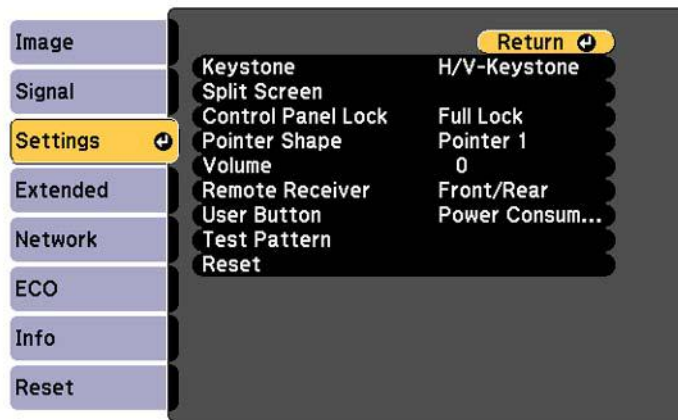 Image
Signal
Settings
Extended
Network
ECO
Info
Reset
Return
Keystone H/V-Keystone
Split Screen
Control Panel Lock Full Lock
Pointer Shape Pointer 1
Volume 0
Remote Receiver Front/Rear
User Button Power Consum...
Test Pattern
Reset